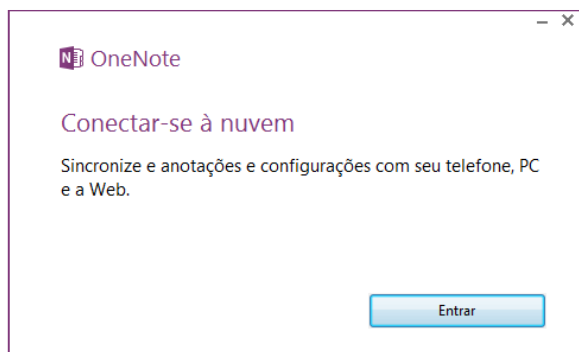 OneNote
Conectar-se à nuvem
Sincronize e anotações e configurações com seu telefone, PC
e a Web.
Entrar